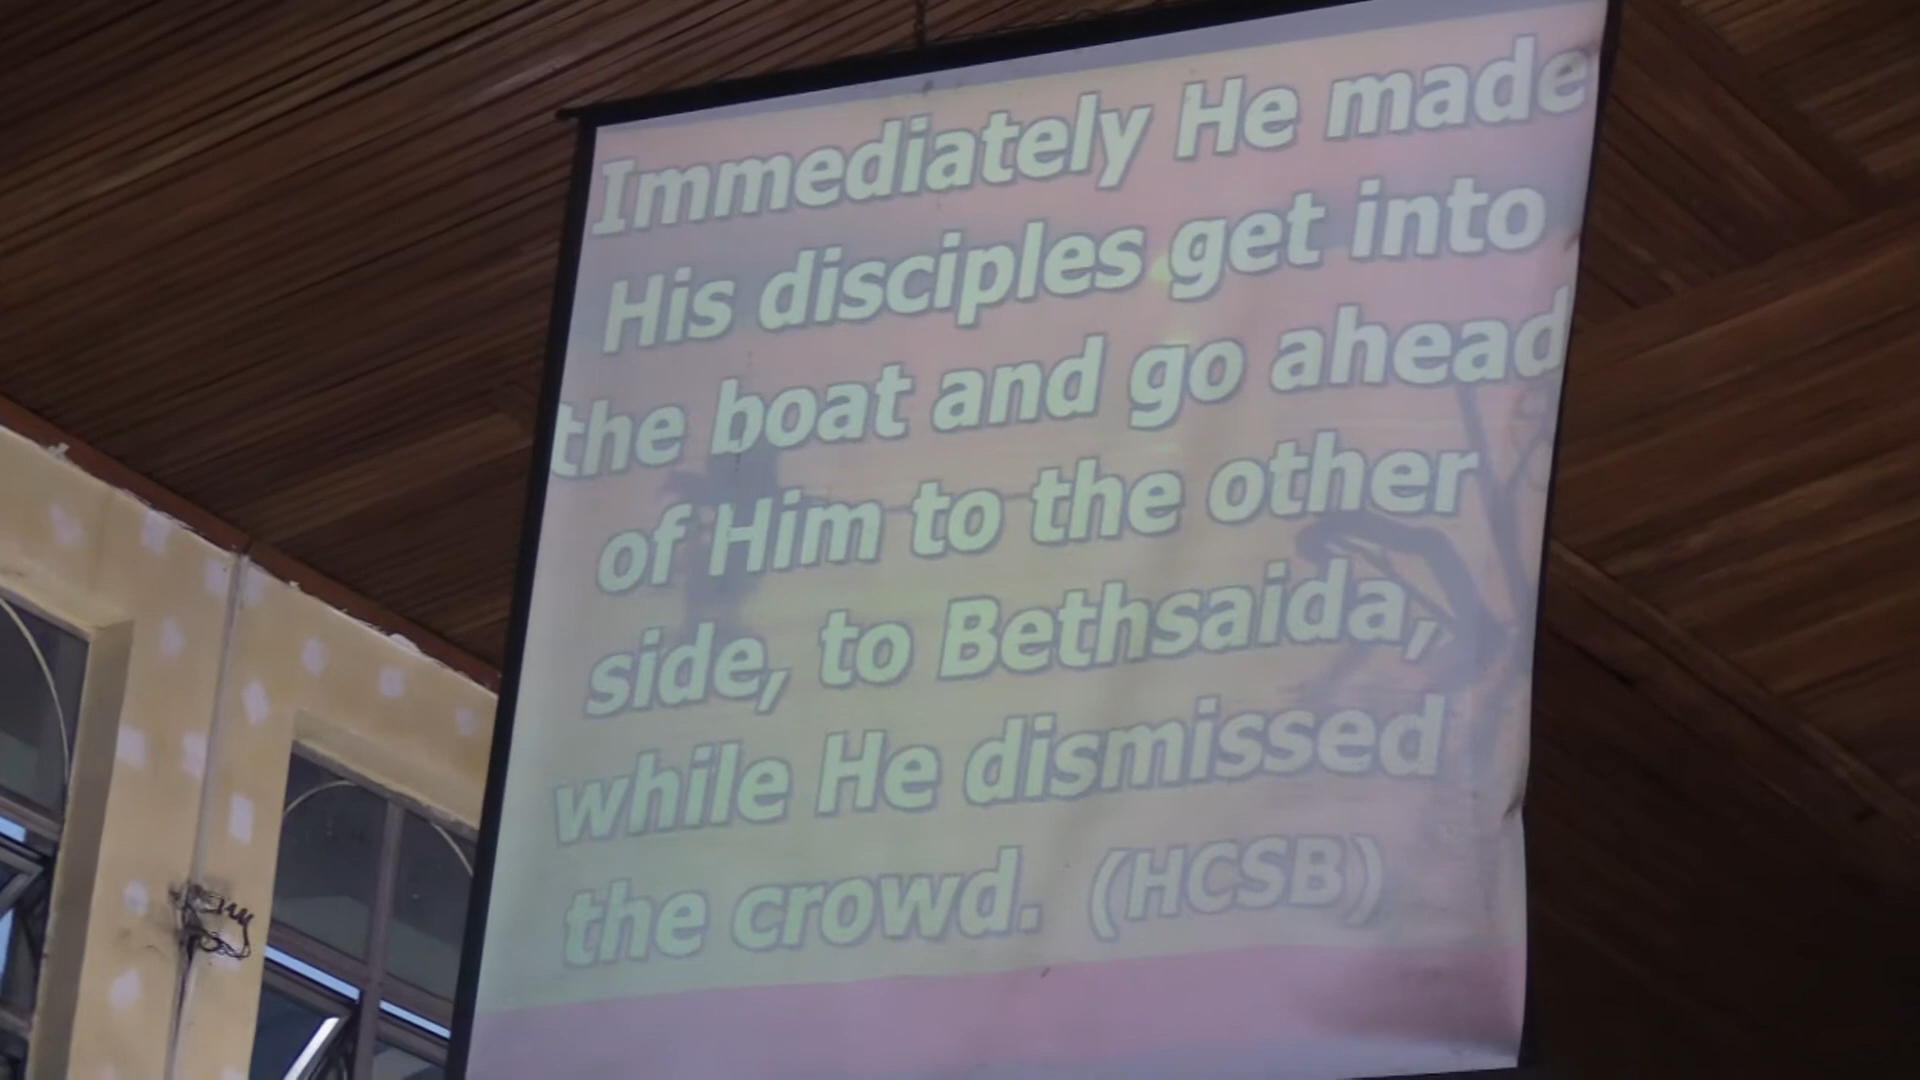 Immediately He made
His disciples get into
the boat and go ahead
of Him to the other
side, to Bethsaida,
while He dismissed
the crowd. (HCSB)